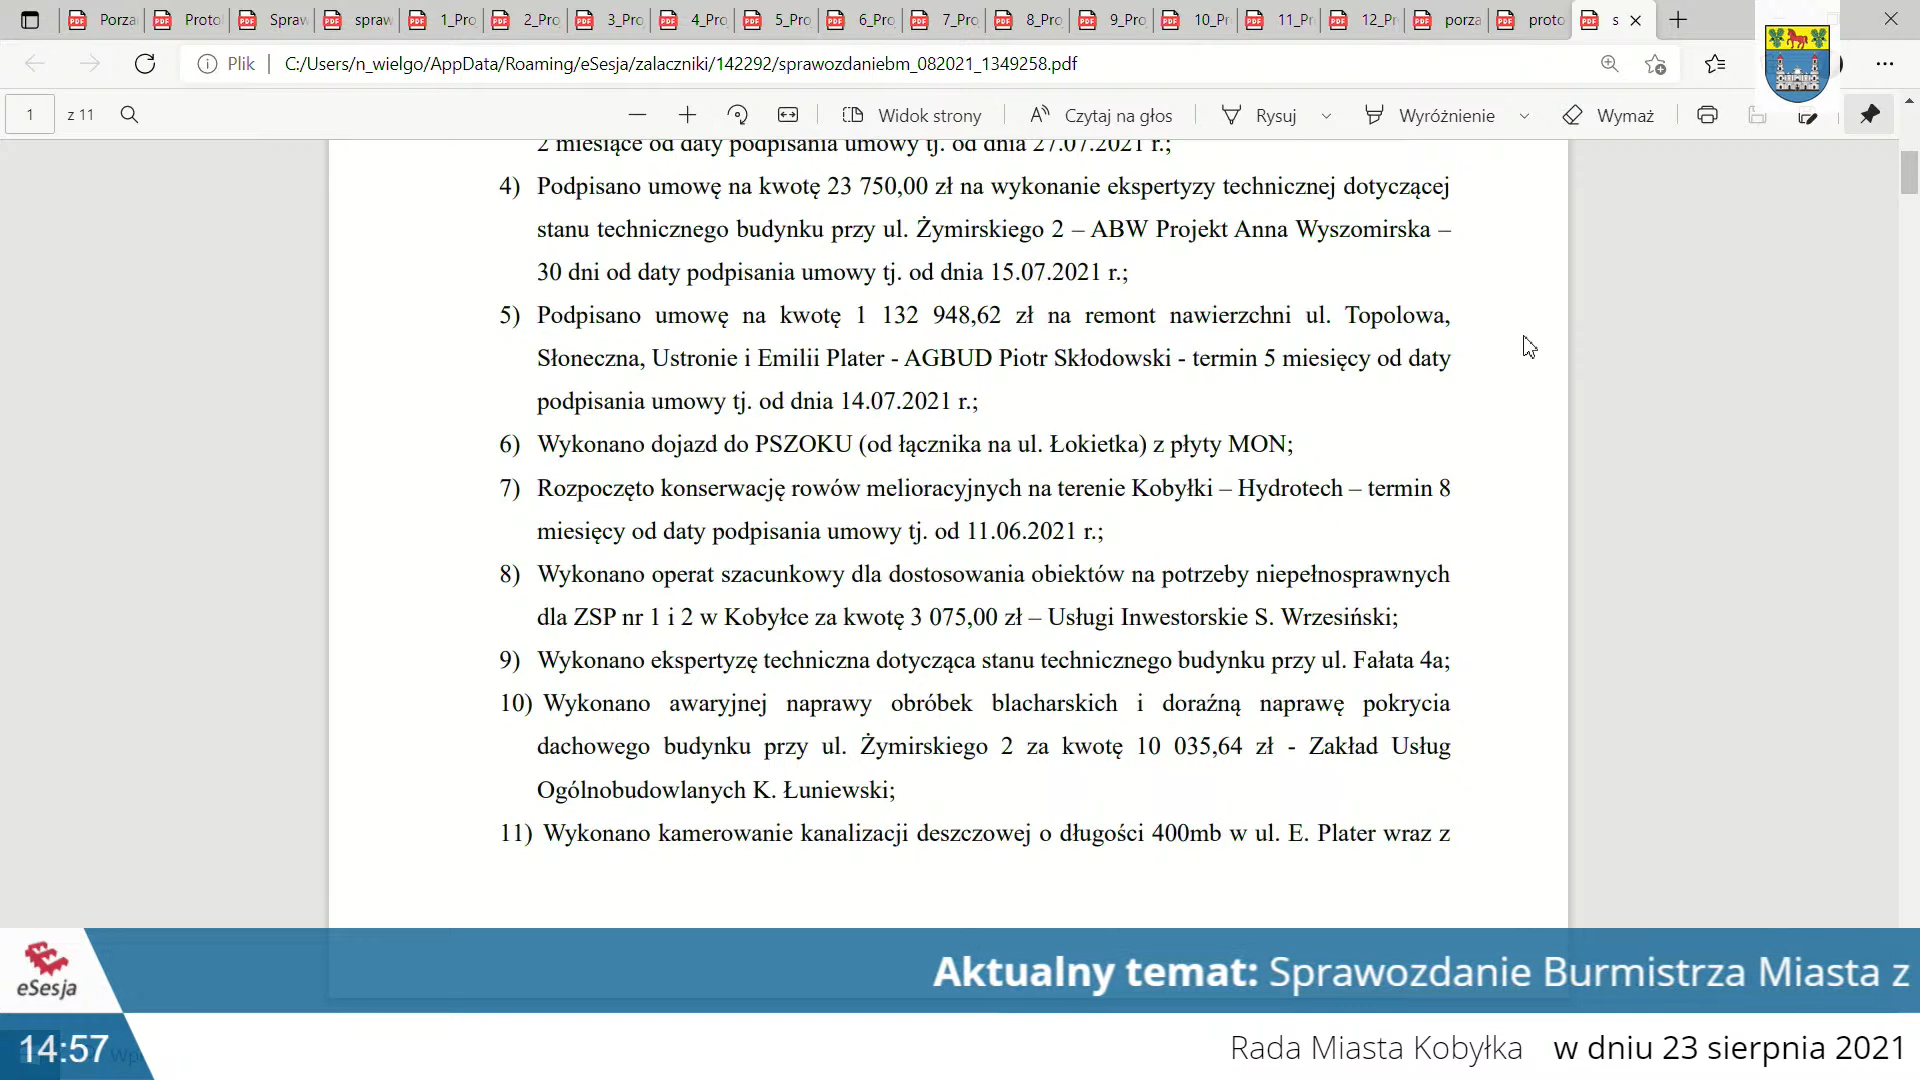 Porza
Proto
Spraw
spraw
1_Pro
2_Pro
3_Pro
4_Pro
5_Pro
6_Pro
7_Pro
8_Pro
9_Pro
10_Pr
11_Pr
12_Pr
porza
proto
s
Plik
C:/Users/n_wielgo/AppData/Roaming/eSesja/zalaczniki/142292/sprawozdaniebm_082021_1349258.pdf
1 z 11
Widok strony
Czytaj na głos
Rysuj
Wyróżnienie
Wymaż
2 miesiące od daty podpisania umowy tj. od dnia 27.07.2021 r.;
4) Podpisano umowę na kwotę 23 750,00 zł na wykonanie ekspertyzy technicznej dotyczącej
stanu technicznego budynku przy ul. Żymirskiego 2 – ABW Projekt Anna Wyszomirska –
30 dni od daty podpisania umowy tj. od dnia 15.07.2021 r.;
5) Podpisano umowę na kwotę 1 132 948,62 zł na remont nawierzchni ul. Topolowa,
Słoneczna, Ustronie i Emilii Plater - AGBUD Piotr Skłodowski - termin 5 miesięcy od daty
podpisania umowy tj. od dnia 14.07.2021 r.;
6) Wykonano dojazd do PSZOKU (od łącznika na ul. Łokietka) z płyty MON;
7) Rozpoczęto konserwację rowów melioracyjnych na terenie Kobyłki – Hydrotech – termin 8
miesięcy od daty podpisania umowy tj. od 11.06.2021 r.;
8) Wykonano operat szacunkowy dla dostosowania obiektów na potrzeby niepełnosprawnych
dla ZSP nr 1 i 2 w Kobyłce za kwotę 3 075,00 zł – Usługi Inwestorskie S. Wrzesiński;
9) Wykonano ekspertyzę techniczna dotycząca stanu technicznego budynku przy ul. Fałata 4a;
10) Wykonano awaryjnej naprawy obróbek blacharskich i doraźną naprawę pokrycia
dachowego budynku przy ul. Żymirskiego 2 za kwotę 10 035,64 zł - Zakład Usług
Ogólnobudowlanych K. Łuniewski;
11) Wykonano kamerowanie kanalizacji deszczowej o długości 400mb w ul. E. Plater wraz z
eSesja
Aktualny temat: Sprawozdanie Burmistrza Miasta z
14:57
Rada Miasta Kobyłka w dniu 23 sierpnia 2021